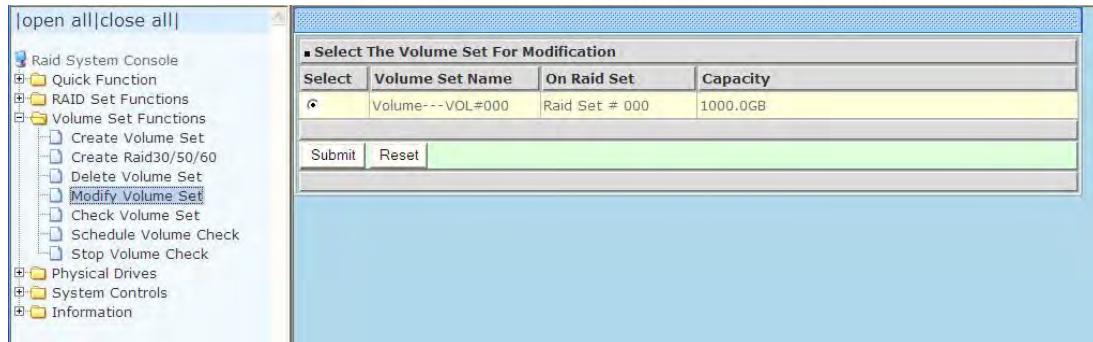 |open all|close all|
Raid System Console
Quick Function
RAID Set Functions
Volume Set Functions
Create Volume Set
Create Raid30/50/60
Delete Volume Set
Modify Volume Set
Check Volume Set
Schedule Volume Check
Stop Volume Check
Physical Drives
System Controls
Information
Select The Volume Set For Modification
Select Volume Set Name On Raid Set Capacity
Volume---VOL#000 Raid Set # 000 1000.0GB
Submit Reset